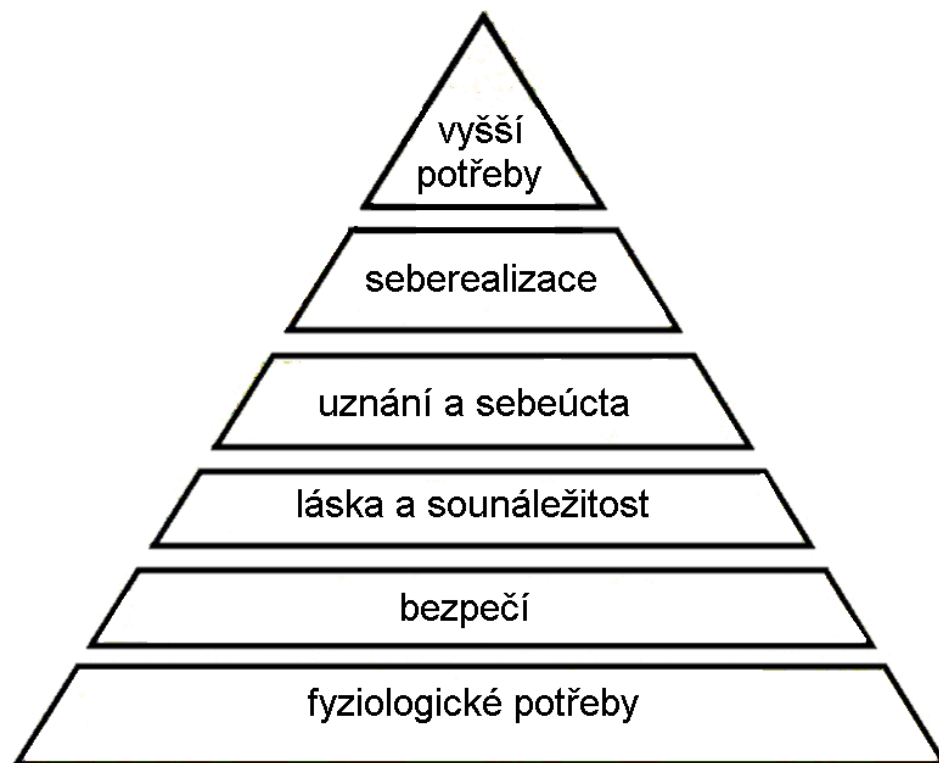 vyšší
potřeby
seberealizace
uznání a sebeúcta
láska a sounáležitost
bezpečí
fyziologické potřeby